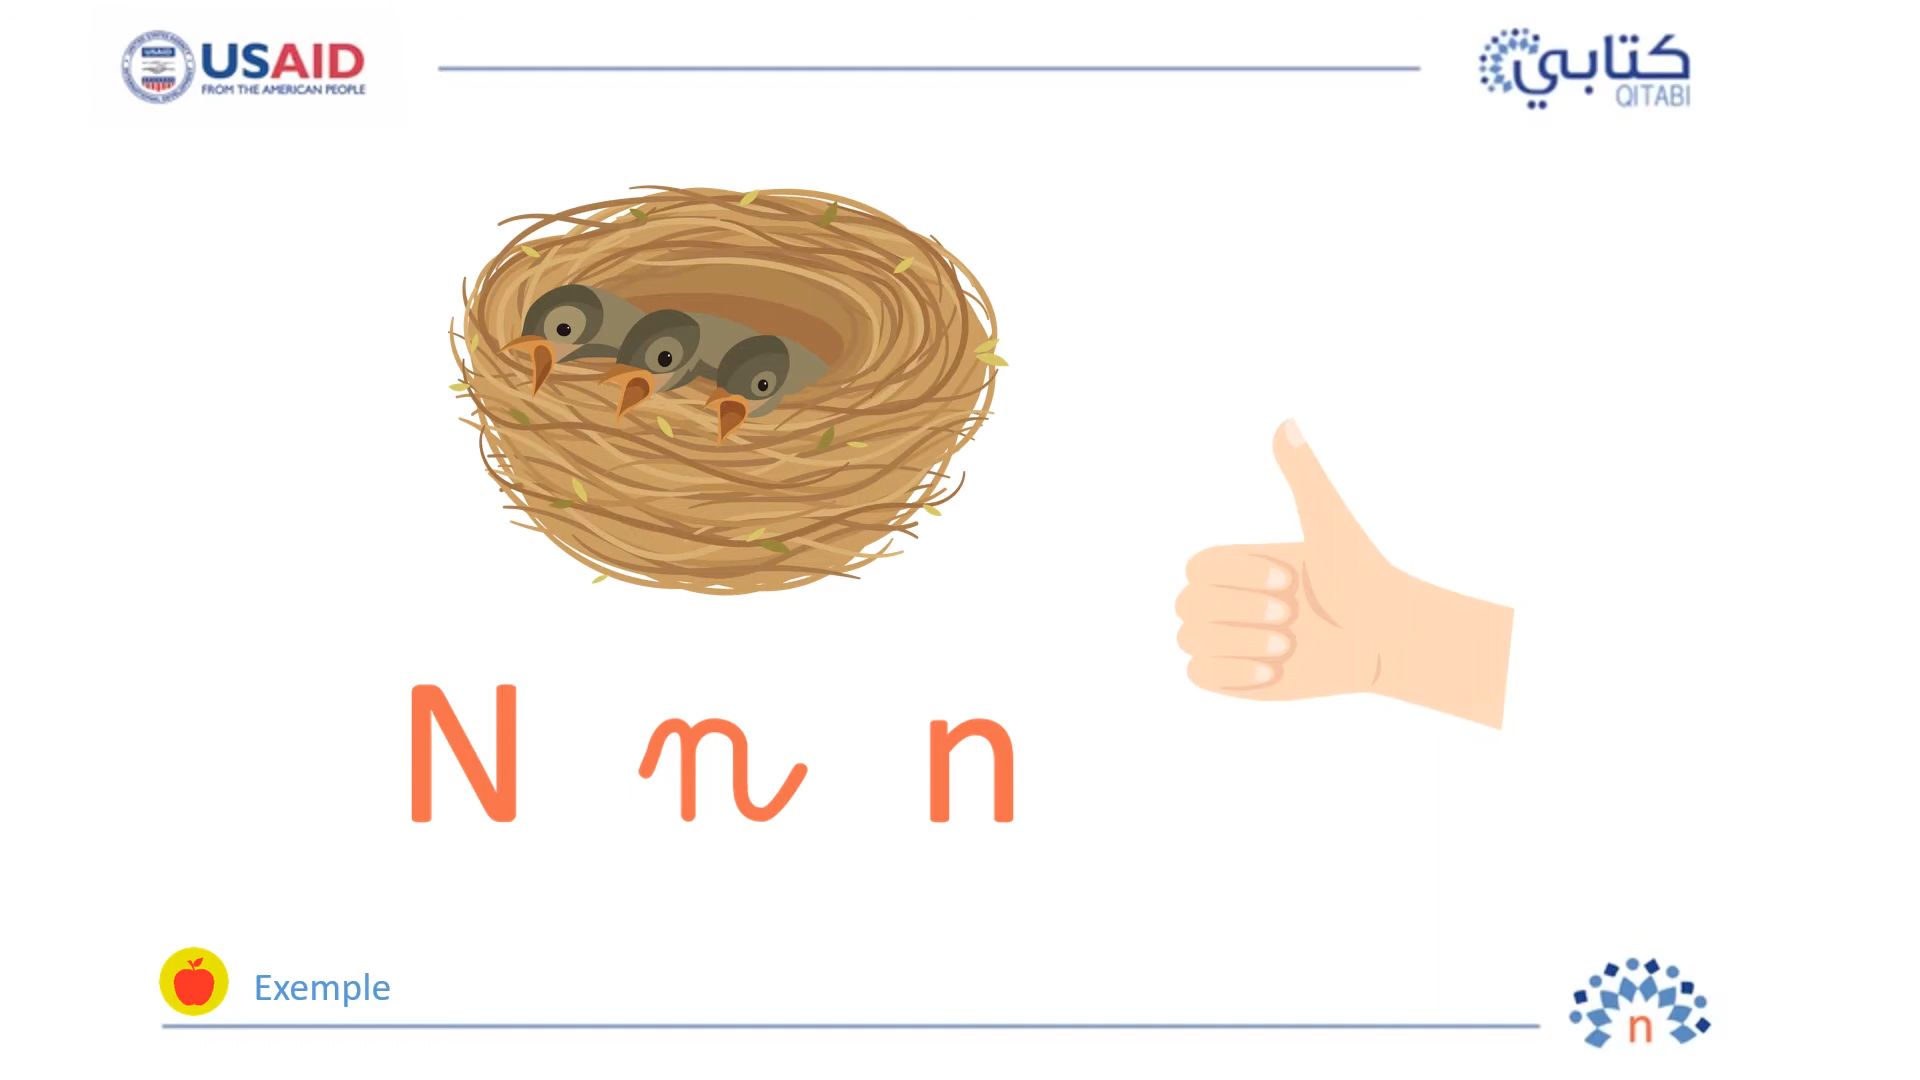 USAID
FROM THE AMERICAN PEOPLE
كتابي
QITABI
N n n
Exemple
n